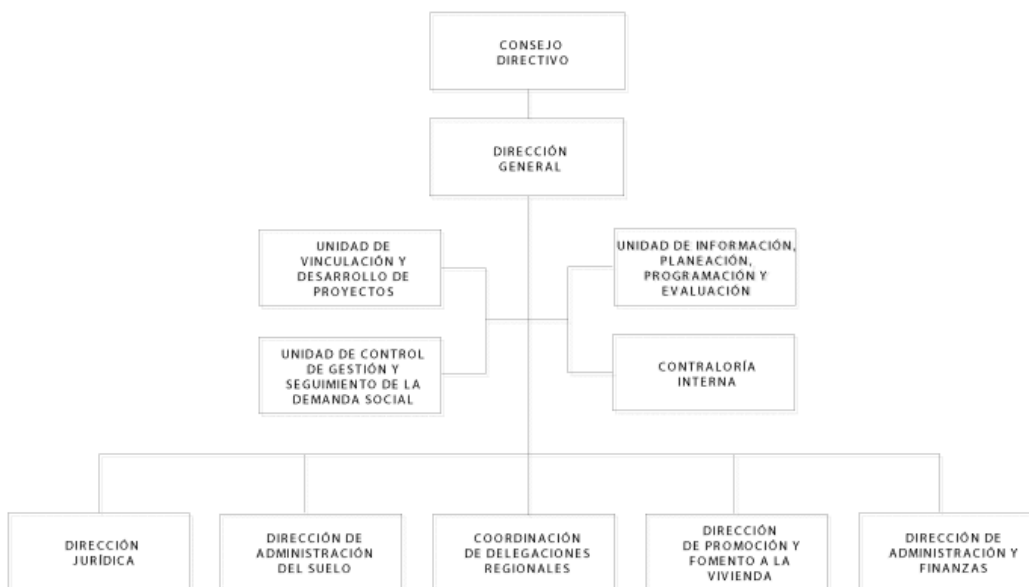 CONSEJO
DIRECTIVO
DIRECCIÓN
GENERAL
UNIDAD DE
VINCULACIÓN Y
DESARROLLO DE
PROYECTOS
UNIDAD DE INFORMACIÓN,
PLANEACIÓN,
PROGRAMACIÓN Y
EVALUACIÓN
UNIDAD DE CONTROL
DE GESTIÓN Y
SEGUIMIENTO DE LA
DEMANDA SOCIAL
CONTRALORÍA
INTERNA
DIRECCIÓN
JURÍDICA
DIRECCIÓN DE
ADMINISTRACIÓN
DEL SUELO
COORDINACIÓN
DE DELEGACIONES
REGIONALES
DIRECCIÓN
DE PROMOCIÓN Y
FOMENTO A LA
VIVIENDA
DIRECCIÓN DE
ADMINISTRACIÓN Y
FINANZAS